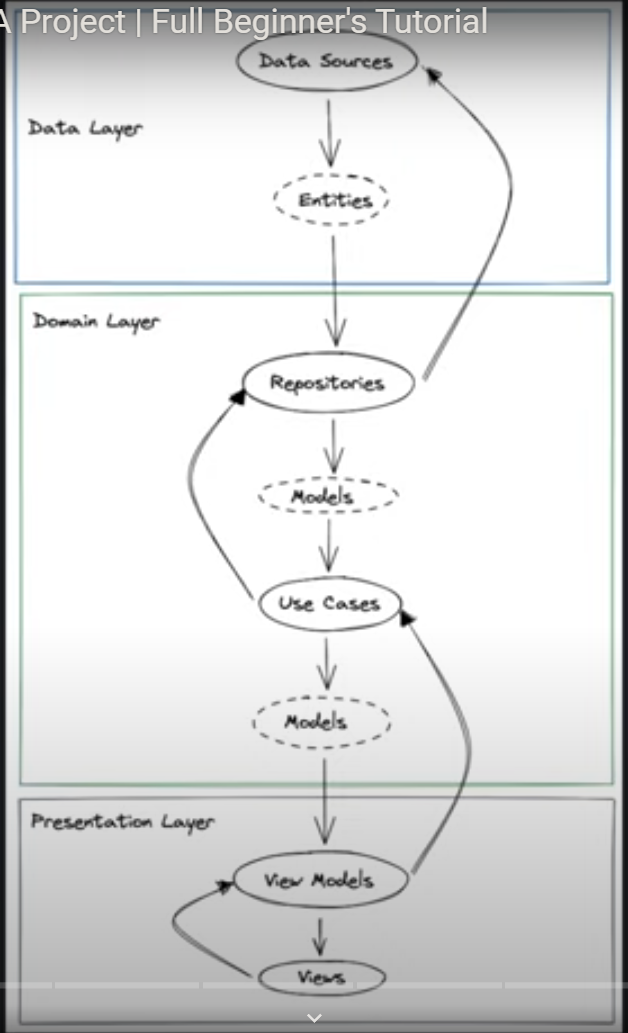 A Project | Full Beginner's Tutorial
Data Sources
Data Layer
Entities
Domain Layer
Repositories
Models
Use Cases
Models
Presentation Layer
View Models
Views